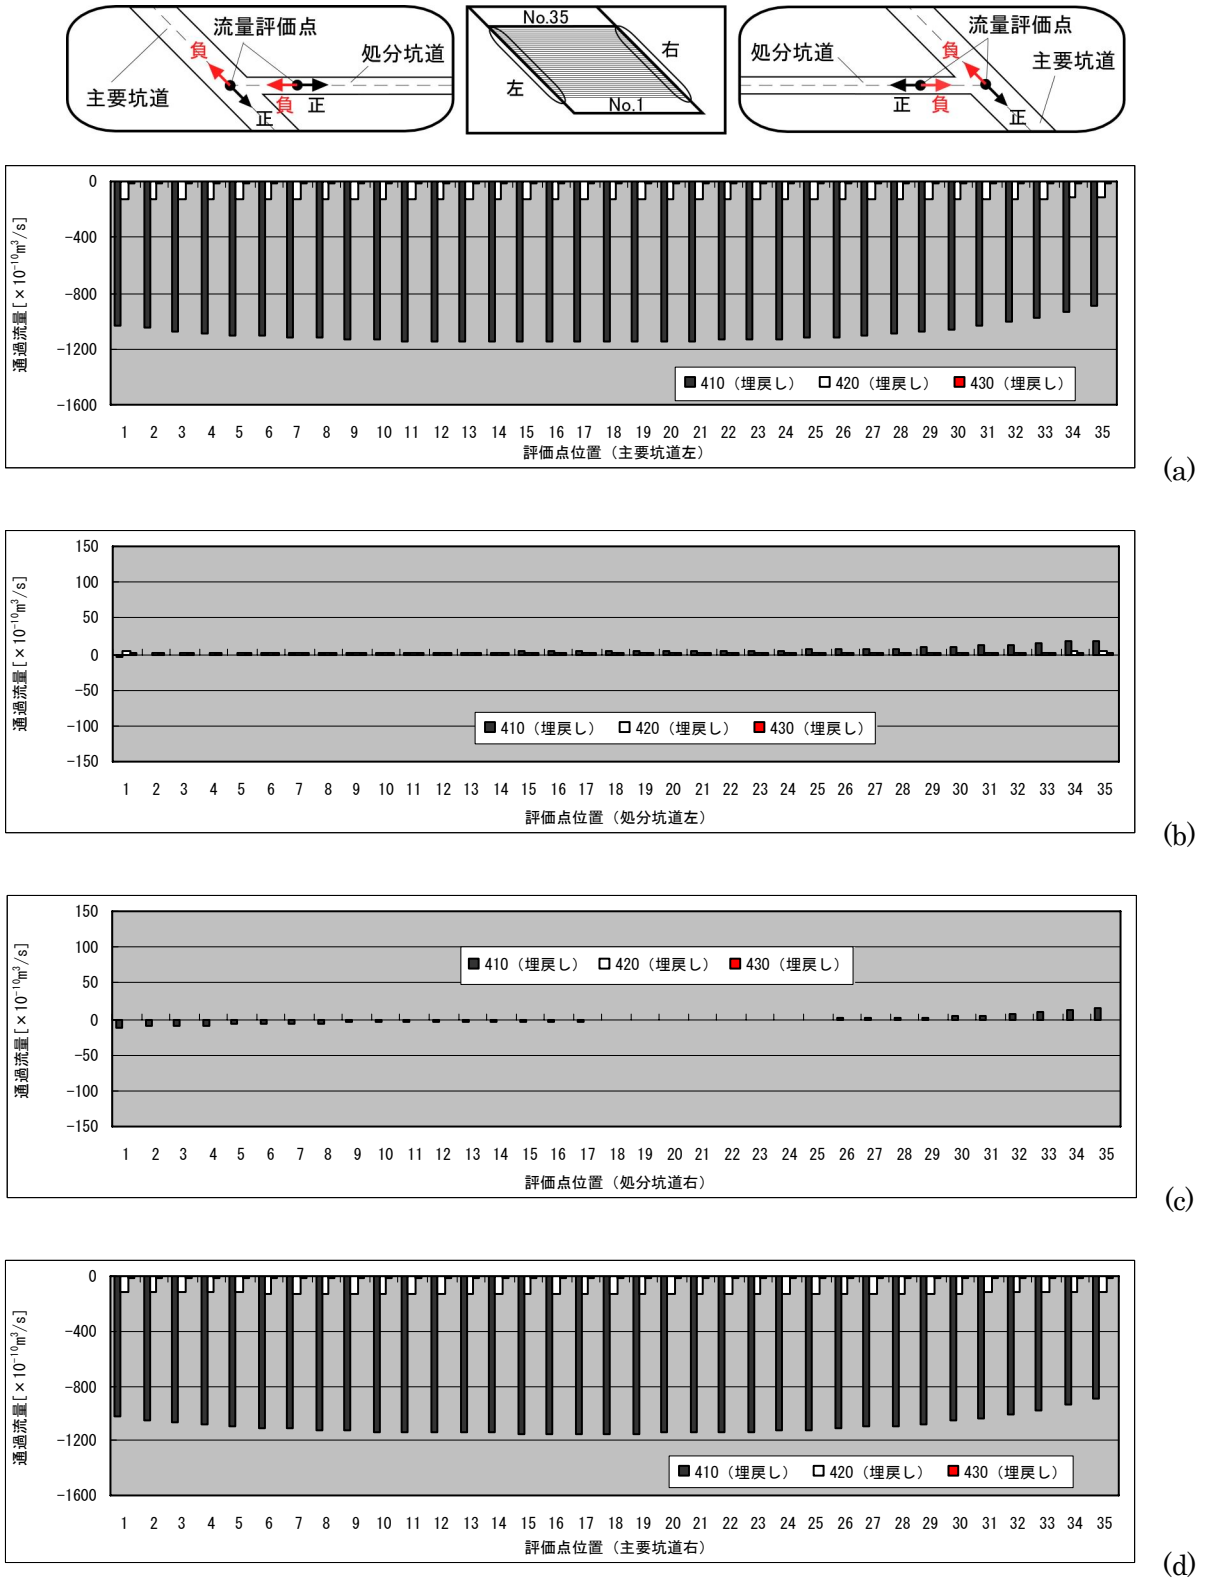 流量評価点
負
処分坑道
主要坑道
負
正
正
No.35
右
左
No.1
流量評価点
処分坑道
負
主要坑道
正
負
正
0
-400
-800
-1200
-1600
通過流量[×10⁻¹⁰m³/s]
410（埋戻し） 420（埋戻し） 430（埋戻し）
1 2 3 4 5 6 7 8 9 10 11 12 13 14 15 16 17 18 19 20 21 22 23 24 25 26 27 28 29 30 31 32 33 34 35
評価点位置（主要坑道左）
(a)
150
100
50
0
-50
-100
-150
通過流量[×10⁻¹⁰m³/s]
410（埋戻し） 420（埋戻し） 430（埋戻し）
1 2 3 4 5 6 7 8 9 10 11 12 13 14 15 16 17 18 19 20 21 22 23 24 25 26 27 28 29 30 31 32 33 34 35
評価点位置（処分坑道左）
(b)
150
100
50
0
-50
-100
-150
通過流量[×10⁻¹⁰m³/s]
410（埋戻し） 420（埋戻し） 430（埋戻し）
1 2 3 4 5 6 7 8 9 10 11 12 13 14 15 16 17 18 19 20 21 22 23 24 25 26 27 28 29 30 31 32 33 34 35
評価点位置（処分坑道右）
(c)
0
-400
-800
-1200
-1600
通過流量[×10⁻¹⁰m³/s]
410（埋戻し） 420（埋戻し） 430（埋戻し）
1 2 3 4 5 6 7 8 9 10 11 12 13 14 15 16 17 18 19 20 21 22 23 24 25 26 27 28 29 30 31 32 33 34 35
評価点位置（主要坑道右）
(d)